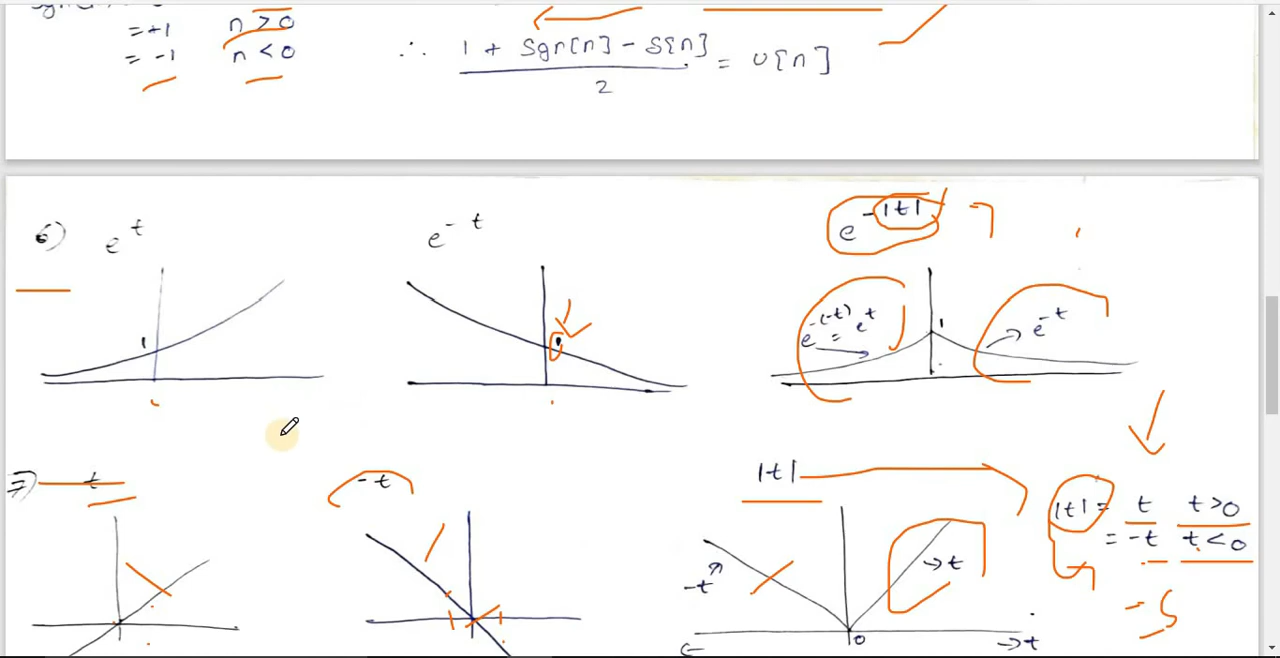 = +1 n > 0
= -1 n < 0
∴ 1 + Sgn[n] - S[n] / 2 = U[n]
6) e^t e^-t e^-|t|
1
1
e^-(-t) = e^t
1
→ e^-t
7) t -t |t|
|t| = t t>0
= -t t<0
-t
→ t
0
→ t